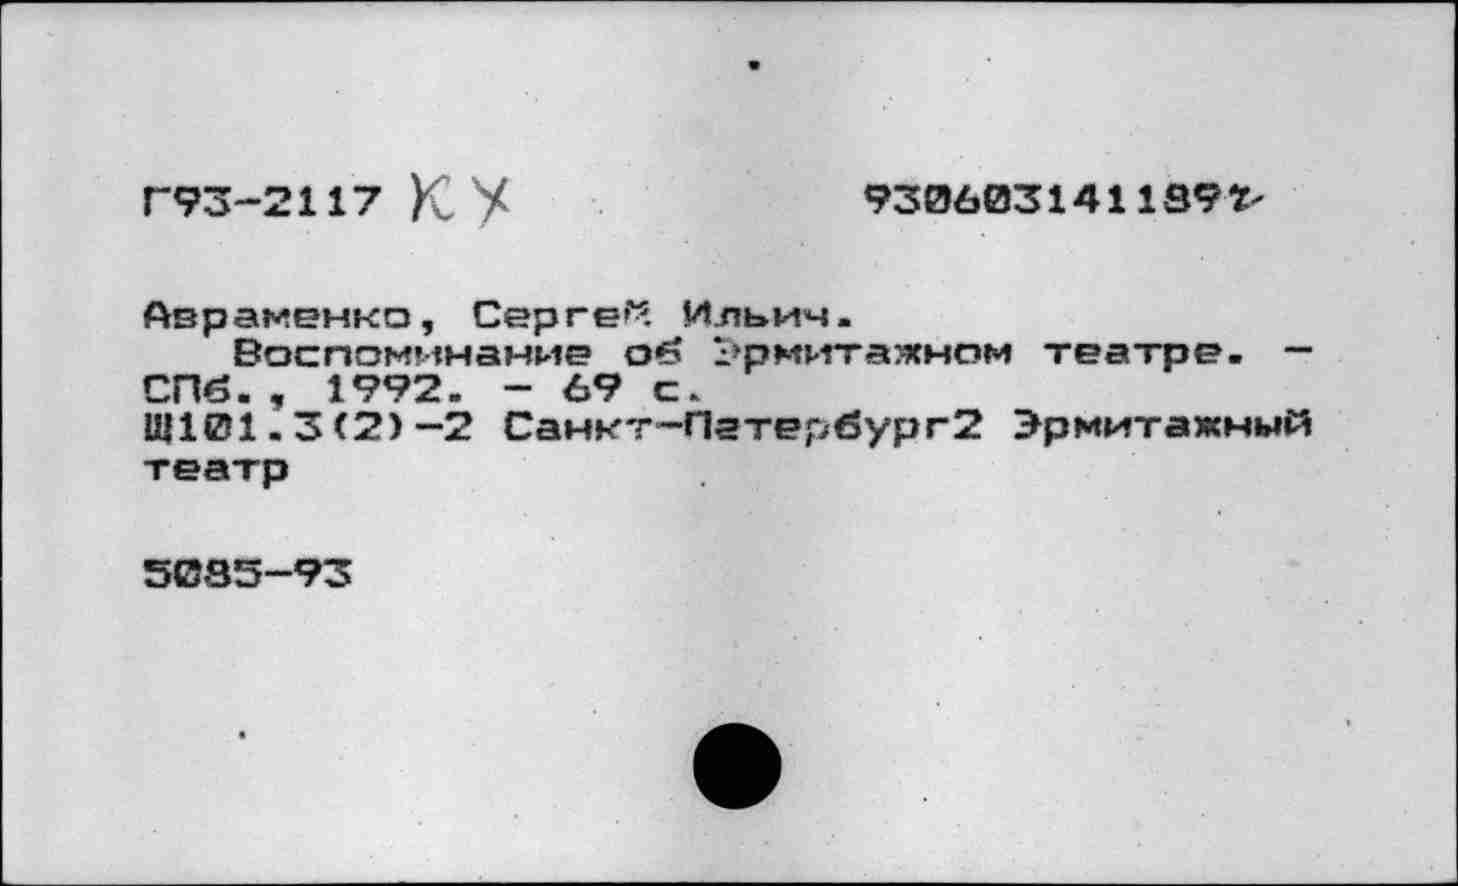 Г93-2117 КУ 930603141189
Авраменко, Сергей Ильич.
Воспоминание об Эрмитажном театре. -
СПб., 1992. - 69 с.
Щ101.3(2)-2 Санкт-Петербург2 Эрмитажный
театр
5085-93